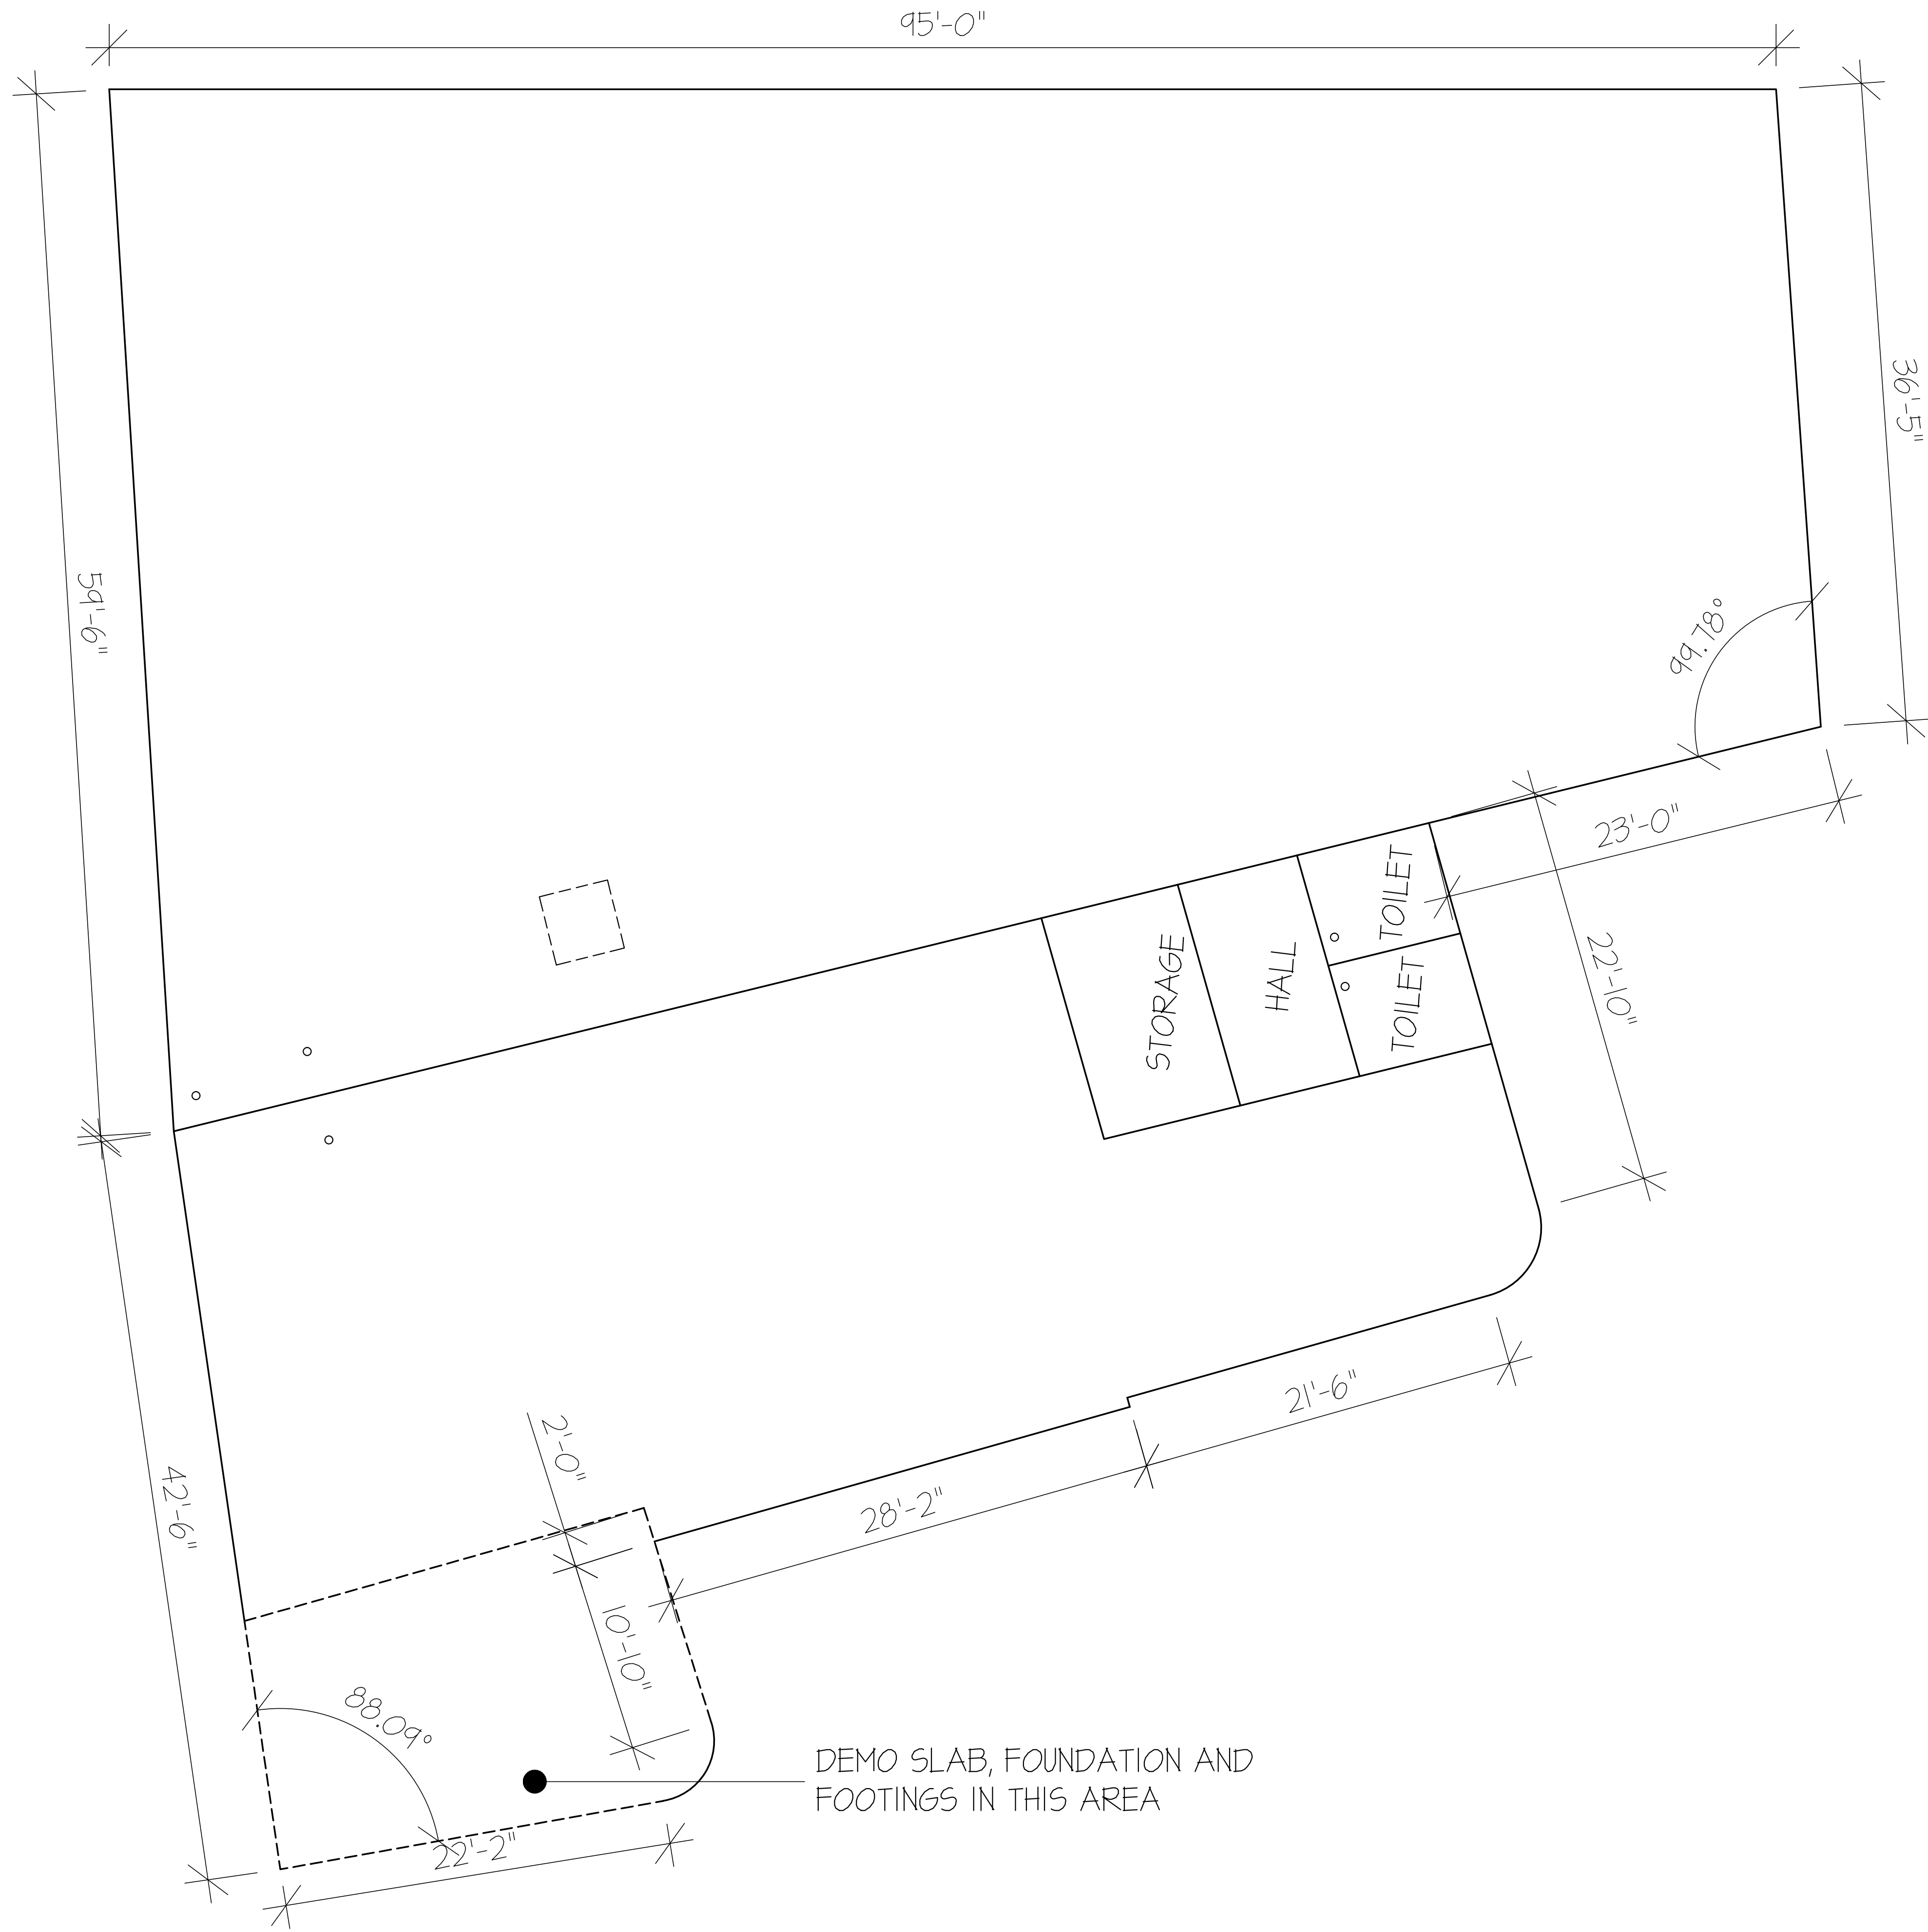 95'-0"
36'-5"
59'-6"
99.78°
23'-0"
TOILET
STORAGE
HALL
TOILET
22'-10"
21'-6"
28'-2"
2'-0"
42'-6"
10'-10"
88.09°
DEMO SLAB, FOUNDATION AND
FOOTINGS IN THIS AREA
22'-2"